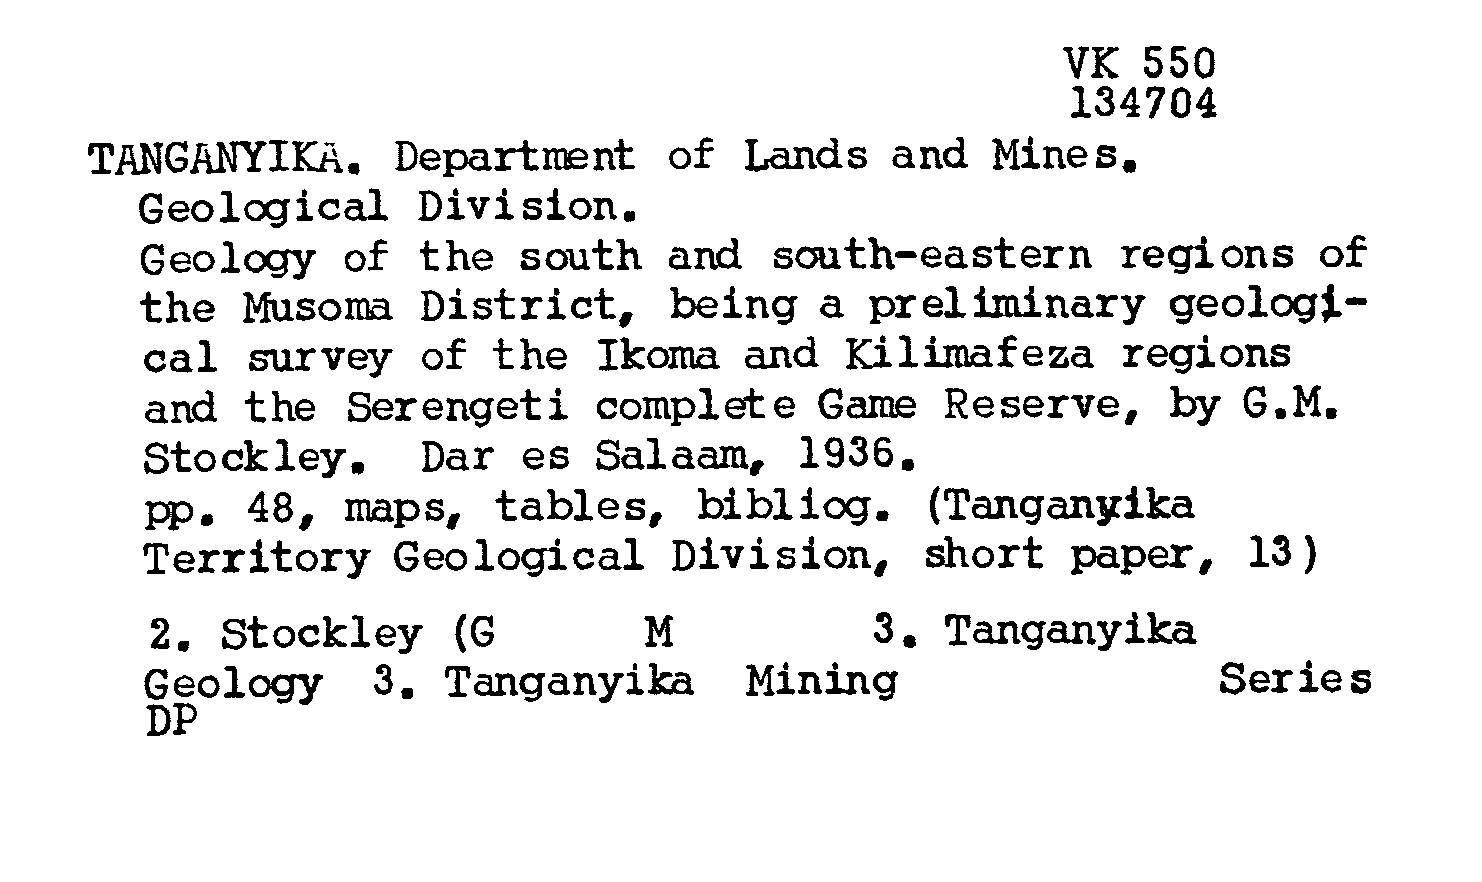 VK 550
134704
TANGANYIKA. Department of Lands and Mines.
Geological Division.
Geology of the south and south-eastern regions of
the Musoma District, being a preliminary geologi-
cal survey of the Ikoma and Kilimafeza regions
and the Serengeti complete Game Reserve, by G.M.
Stockley. Dar es Salaam, 1936.
pp. 48, maps, tables, bibliog. (Tanganyika
Territory Geological Division, short paper, 13)
2. Stockley (G M 3. Tanganyika
Geology 3. Tanganyika Mining Series
DP